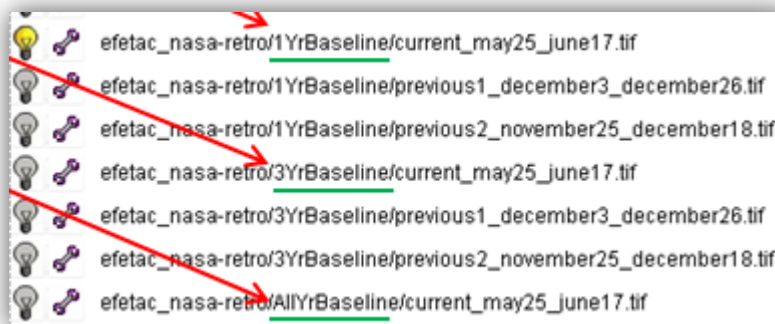 efetac_nasa-retro/1YrBaseline/current_may25_june17.tif
efetac_nasa-retro/1YrBaseline/previous1_december3_december26.tif
efetac_nasa-retro/1YrBaseline/previous2_november25_december18.tif
efetac_nasa-retro/3YrBaseline/current_may25_june17.tif
efetac_nasa-retro/3YrBaseline/previous1_december3_december26.tif
efetac_nasa-retro/3YrBaseline/previous2_november25_december18.tif
efetac_nasa-retro/AllYrBaseline/current_may25_june17.tif